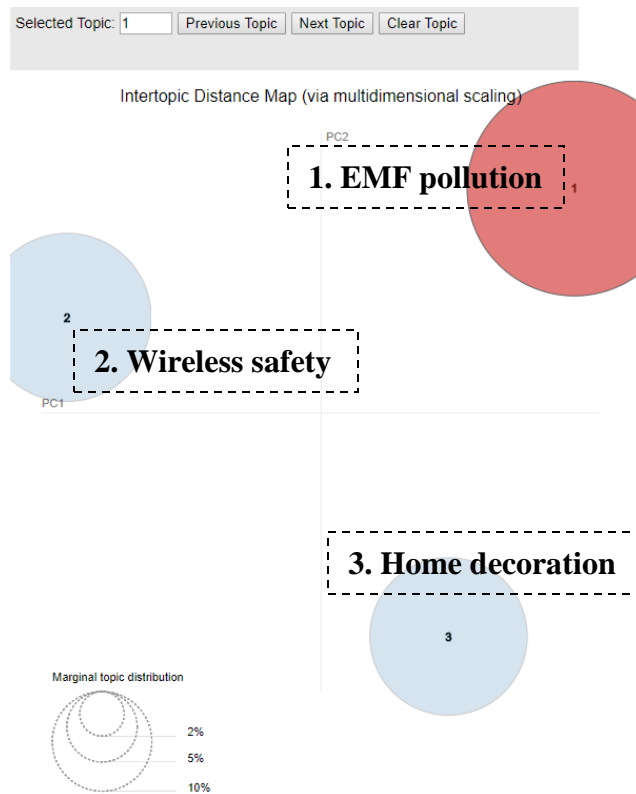 Selected Topic: 1 Previous Topic Next Topic Clear Topic
Intertopic Distance Map (via multidimensional scaling)
PC2
1. EMF pollution
1
2
2. Wireless safety
PC1
3. Home decoration
3
Marginal topic distribution
2%
5%
10%